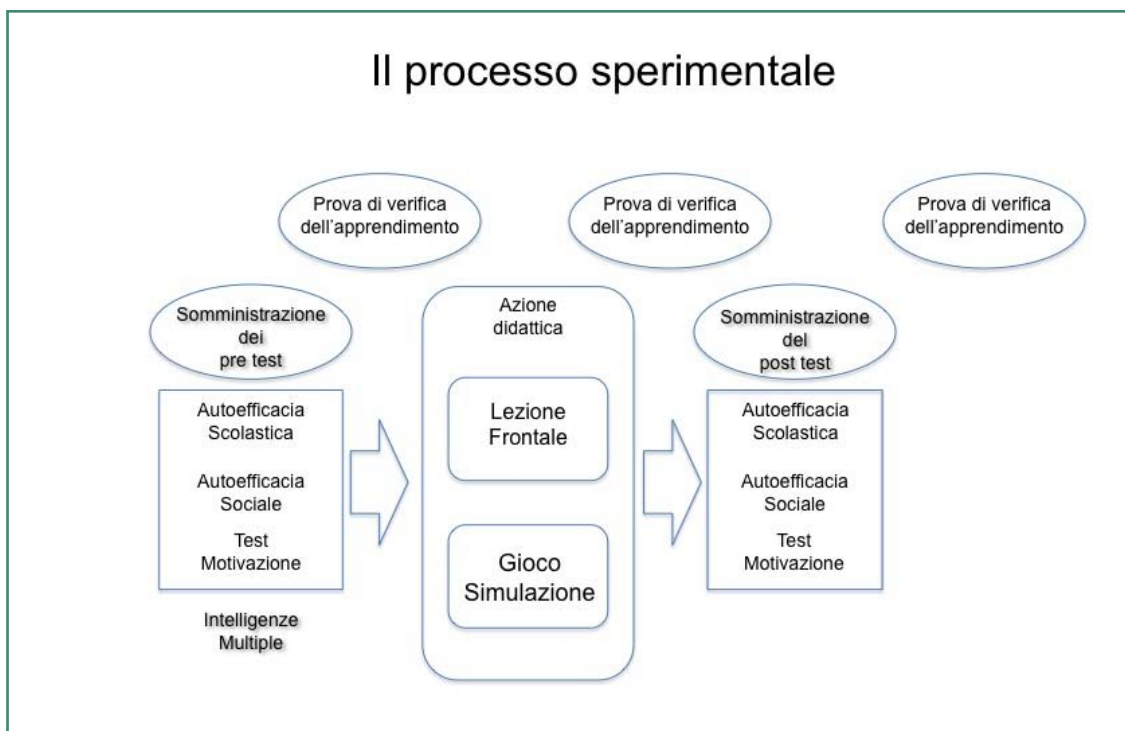 Il processo sperimentale
Prova di verifica
dell'apprendimento
Prova di verifica
dell'apprendimento
Prova di verifica
dell'apprendimento
Somministrazione
dei
pre test
Autoefficacia
Scolastica
Autoefficacia
Sociale
Test
Motivazione
Intelligenze
Multiple
Azione
didattica
Lezione
Frontale
Gioco
Simulazione
Somministrazione
del
post test
Autoefficacia
Scolastica
Autoefficacia
Sociale
Test
Motivazione